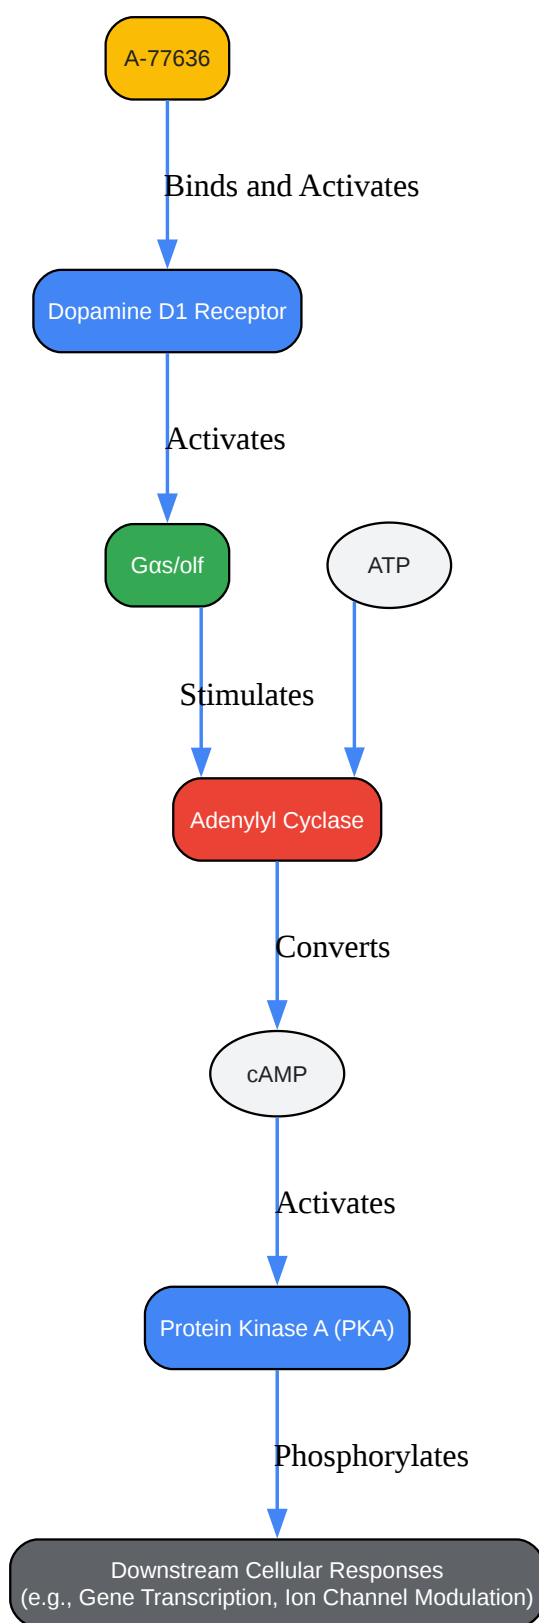 A-77636
Binds and Activates
Dopamine D1 Receptor
Activates
Gαs/olf
ATP
Stimulates
Adenylyl Cyclase
Converts
cAMP
Activates
Protein Kinase A (PKA)
Phosphorylates
Downstream Cellular Responses
(e.g., Gene Transcription, Ion Channel Modulation)